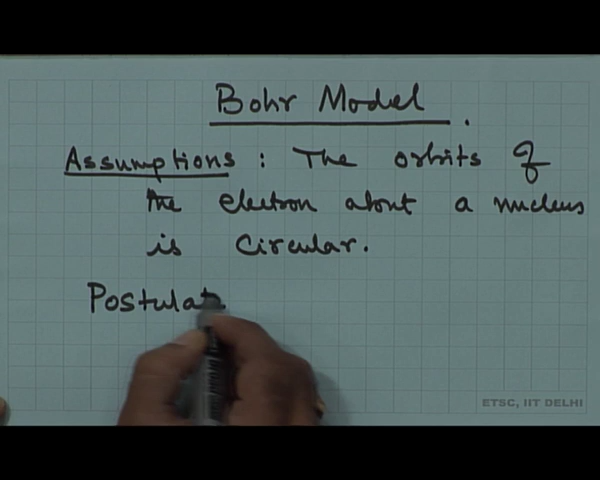 Bohr Model.
Assumptions : The orbits of
the electron about a nucleus
is circular.
Postulat
ETSC, IIT DELHI